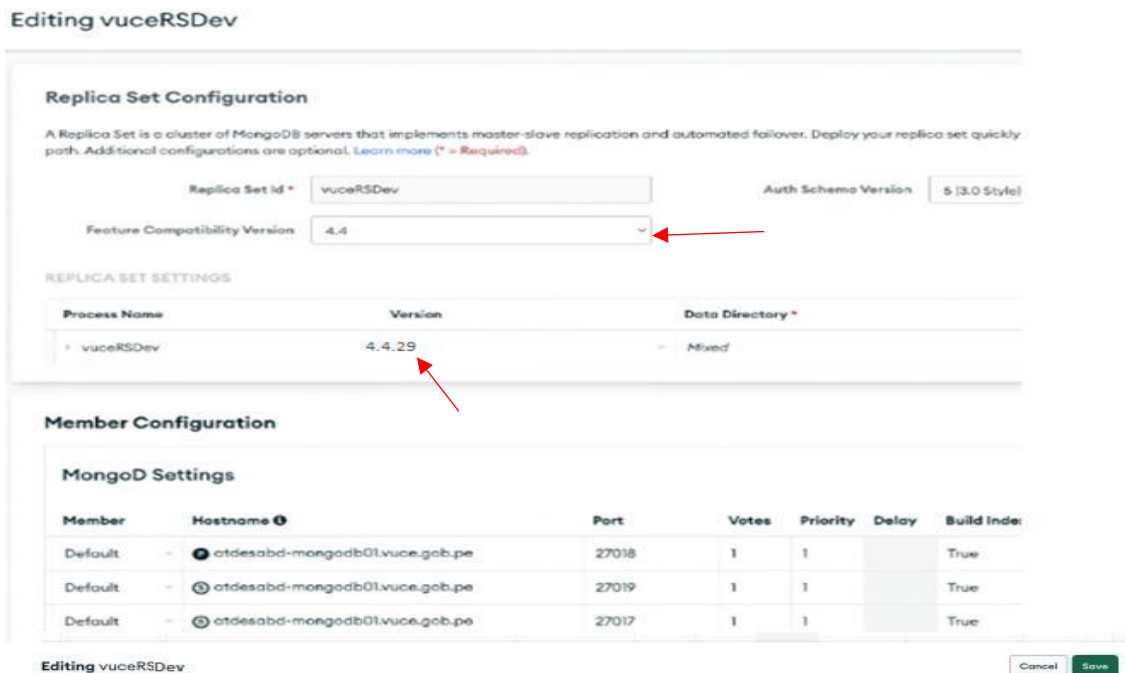 Editing vuceRSDev
Replica Set Configuration
A Replica Set is a cluster of MongoDB servers that implements master-slave replication and automated failover. Deploy your replica set quickly
path. Additional configurations are optional. Learn more (* = Required).
Replica Set Id * vuceRSDev Auth Schema Version 5 (3.0 Style)
Feature Compatibility Version 4.4
REPLICA SET SETTINGS
Process Name Version Data Directory *
vuceRSDev 4.4.29 Mixed
Member Configuration
MongoD Settings
Member Hostname Port Votes Priority Delay Build Inde
Default P atdesabd-mongodb01.vuce.gob.pe 27018 1 1 True
Default S atdesabd-mongodb01.vuce.gob.pe 27019 1 1 True
Default S atdesabd-mongodb01.vuce.gob.pe 27017 1 1 True
Editing vuceRSDev Cancel Save